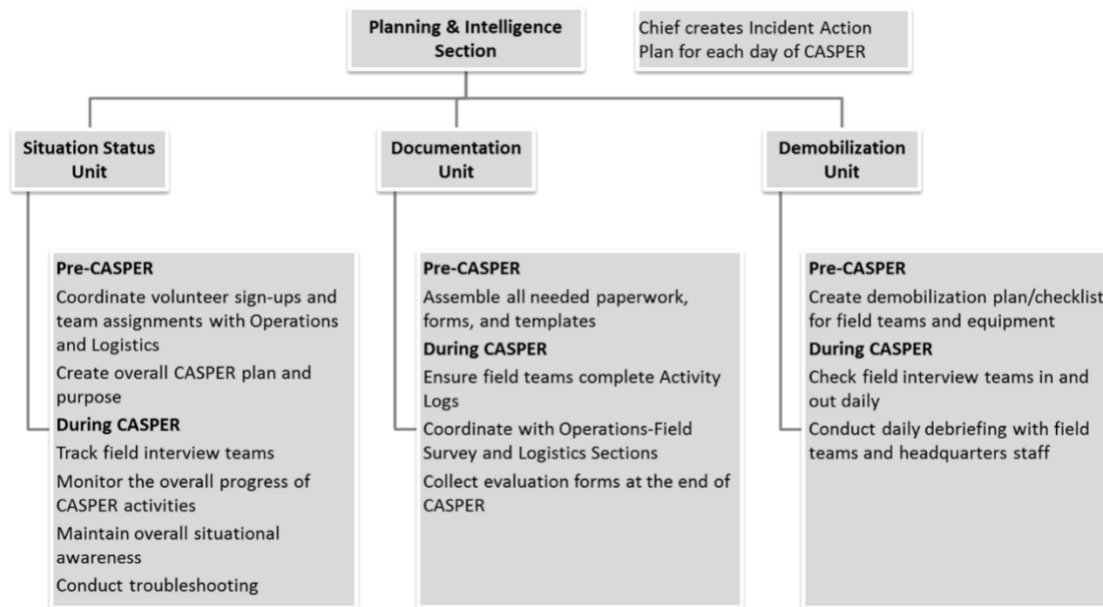 Planning & Intelligence
Section
Chief creates Incident Action
Plan for each day of CASPER
Situation Status
Unit
Documentation
Unit
Demobilization
Unit
Pre-CASPER
Coordinate volunteer sign-ups and
team assignments with Operations
and Logistics
Create overall CASPER plan and
purpose
During CASPER
Track field interview teams
Monitor the overall progress of
CASPER activities
Maintain overall situational
awareness
Conduct troubleshooting
Pre-CASPER
Assemble all needed paperwork,
forms, and templates
During CASPER
Ensure field teams complete Activity
Logs
Coordinate with Operations-Field
Survey and Logistics Sections
Collect evaluation forms at the end of
CASPER
Pre-CASPER
Create demobilization plan/checklist
for field teams and equipment
During CASPER
Check field interview teams in and
out daily
Conduct daily debriefing with field
teams and headquarters staff